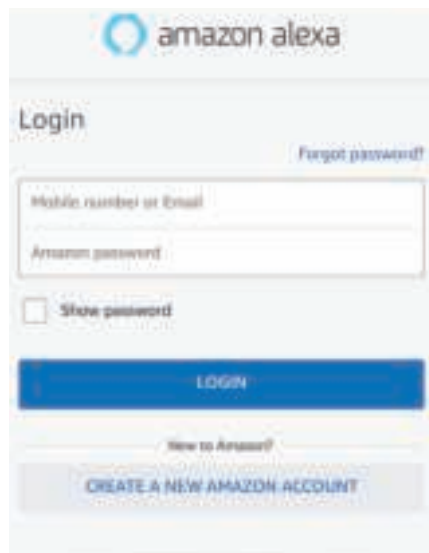 amazon alexa
Login
Forgot password?
Mobile number or Email
Amazon password
Show password
LOGIN
New to Amazon?
CREATE A NEW AMAZON ACCOUNT